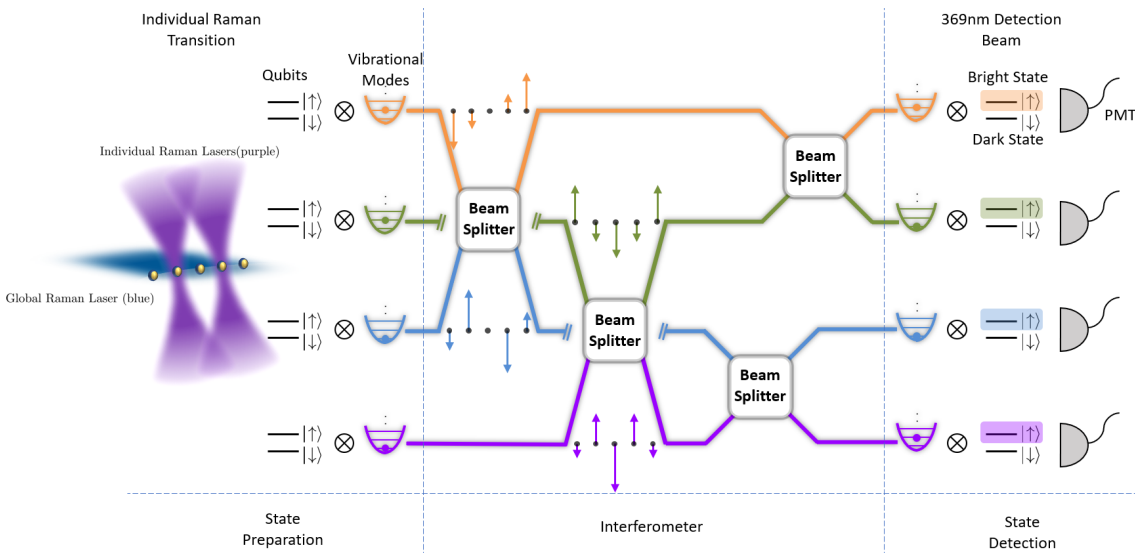 Individual Raman
Transition
369nm Detection
Beam
Qubits
Vibrational
Modes
|↑⟩
|↓⟩
⋮
⋮
Bright State
|↑⟩
|↓⟩
Dark State
PMT
Individual Raman Lasers(purple)
Beam
Splitter
|↑⟩
|↓⟩
⋮
Beam
Splitter
⋮
|↑⟩
|↓⟩
Global Raman Laser (blue)
|↑⟩
|↓⟩
⋮
Beam
Splitter
⋮
|↑⟩
|↓⟩
Beam
Splitter
|↑⟩
|↓⟩
⋮
⋮
|↑⟩
|↓⟩
State
Preparation
Interferometer
State
Detection